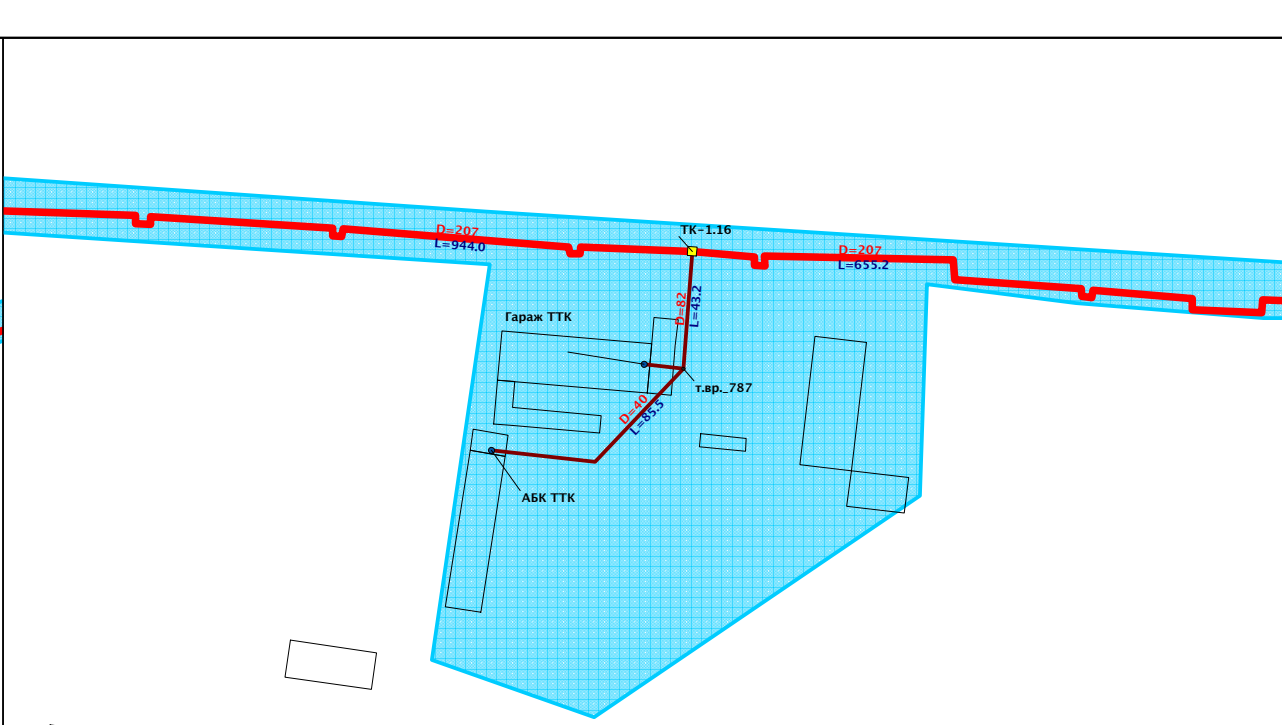 ТК-1.16
D=207
L=944.0
D=207
L=655.2
D=82
L=43.2
Гараж ТТК
т.вр._787
D=40
L=85.5
АБК ТТК